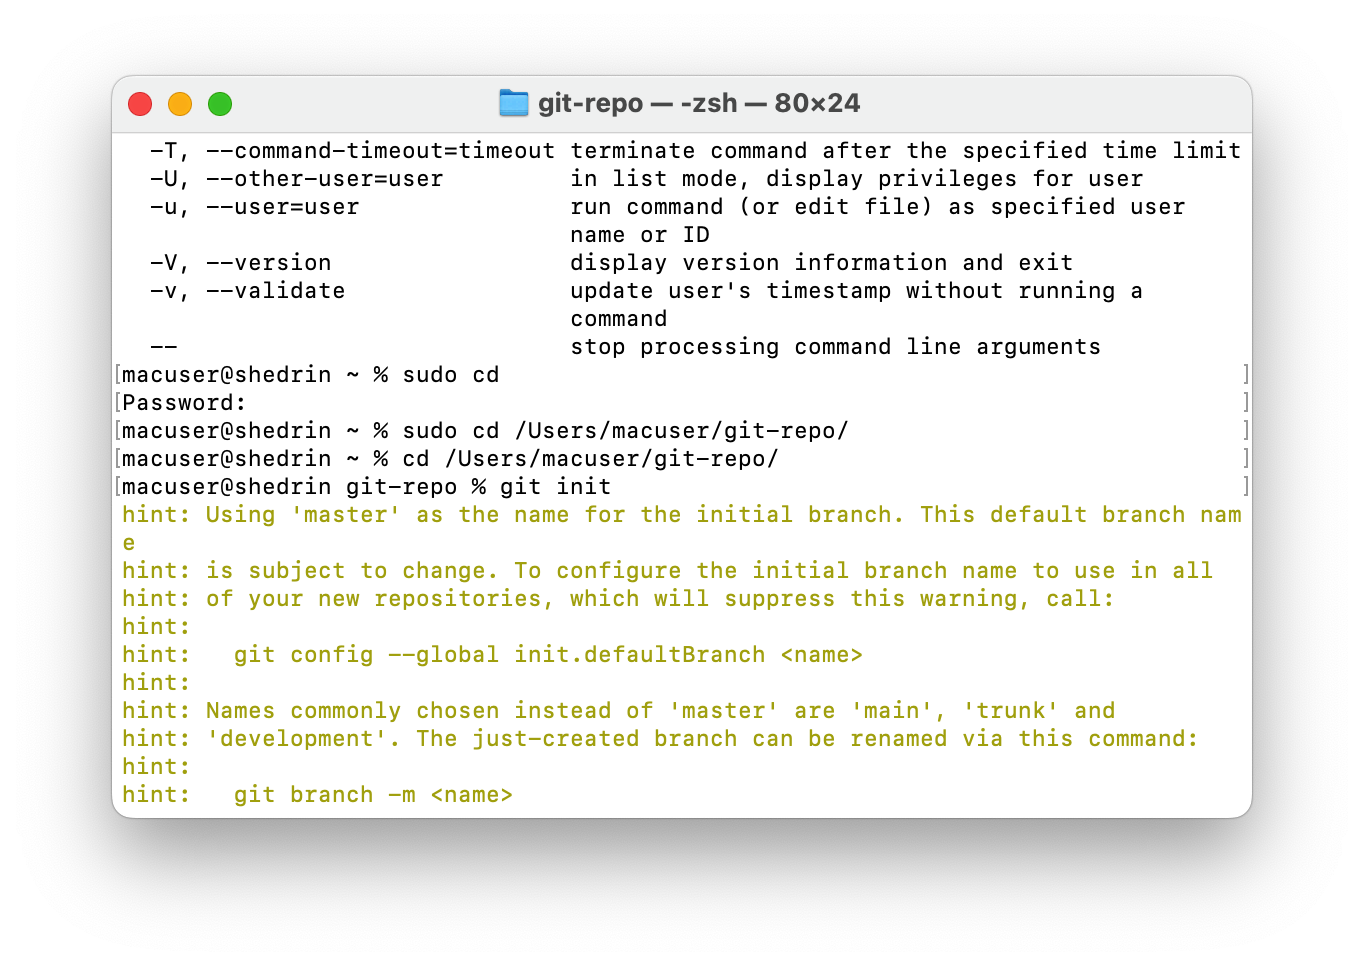 git-repo — -zsh — 80×24
-T, --command-timeout=timeout terminate command after the specified time limit
-U, --other-user=user         in list mode, display privileges for user
-u, --user=user               run command (or edit file) as specified user
                              name or ID
-V, --version                 display version information and exit
-v, --validate                update user's timestamp without running a
                              command
--                            stop processing command line arguments
[macuser@shedrin ~ % sudo cd ]
[Password: ]
[macuser@shedrin ~ % sudo cd /Users/macuser/git-repo/ ]
[macuser@shedrin ~ % cd /Users/macuser/git-repo/ ]
[macuser@shedrin git-repo % git init ]
hint: Using 'master' as the name for the initial branch. This default branch nam
e
hint: is subject to change. To configure the initial branch name to use in all
hint: of your new repositories, which will suppress this warning, call:
hint:
hint:   git config --global init.defaultBranch <name>
hint:
hint: Names commonly chosen instead of 'master' are 'main', 'trunk' and
hint: 'development'. The just-created branch can be renamed via this command:
hint:
hint:   git branch -m <name>